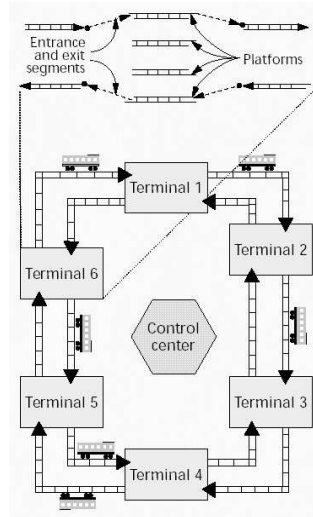 Entrance
and exit
segments
Platforms
Terminal 1
Terminal 2
Terminal 6
Control
center
Terminal 5
Terminal 3
Terminal 4